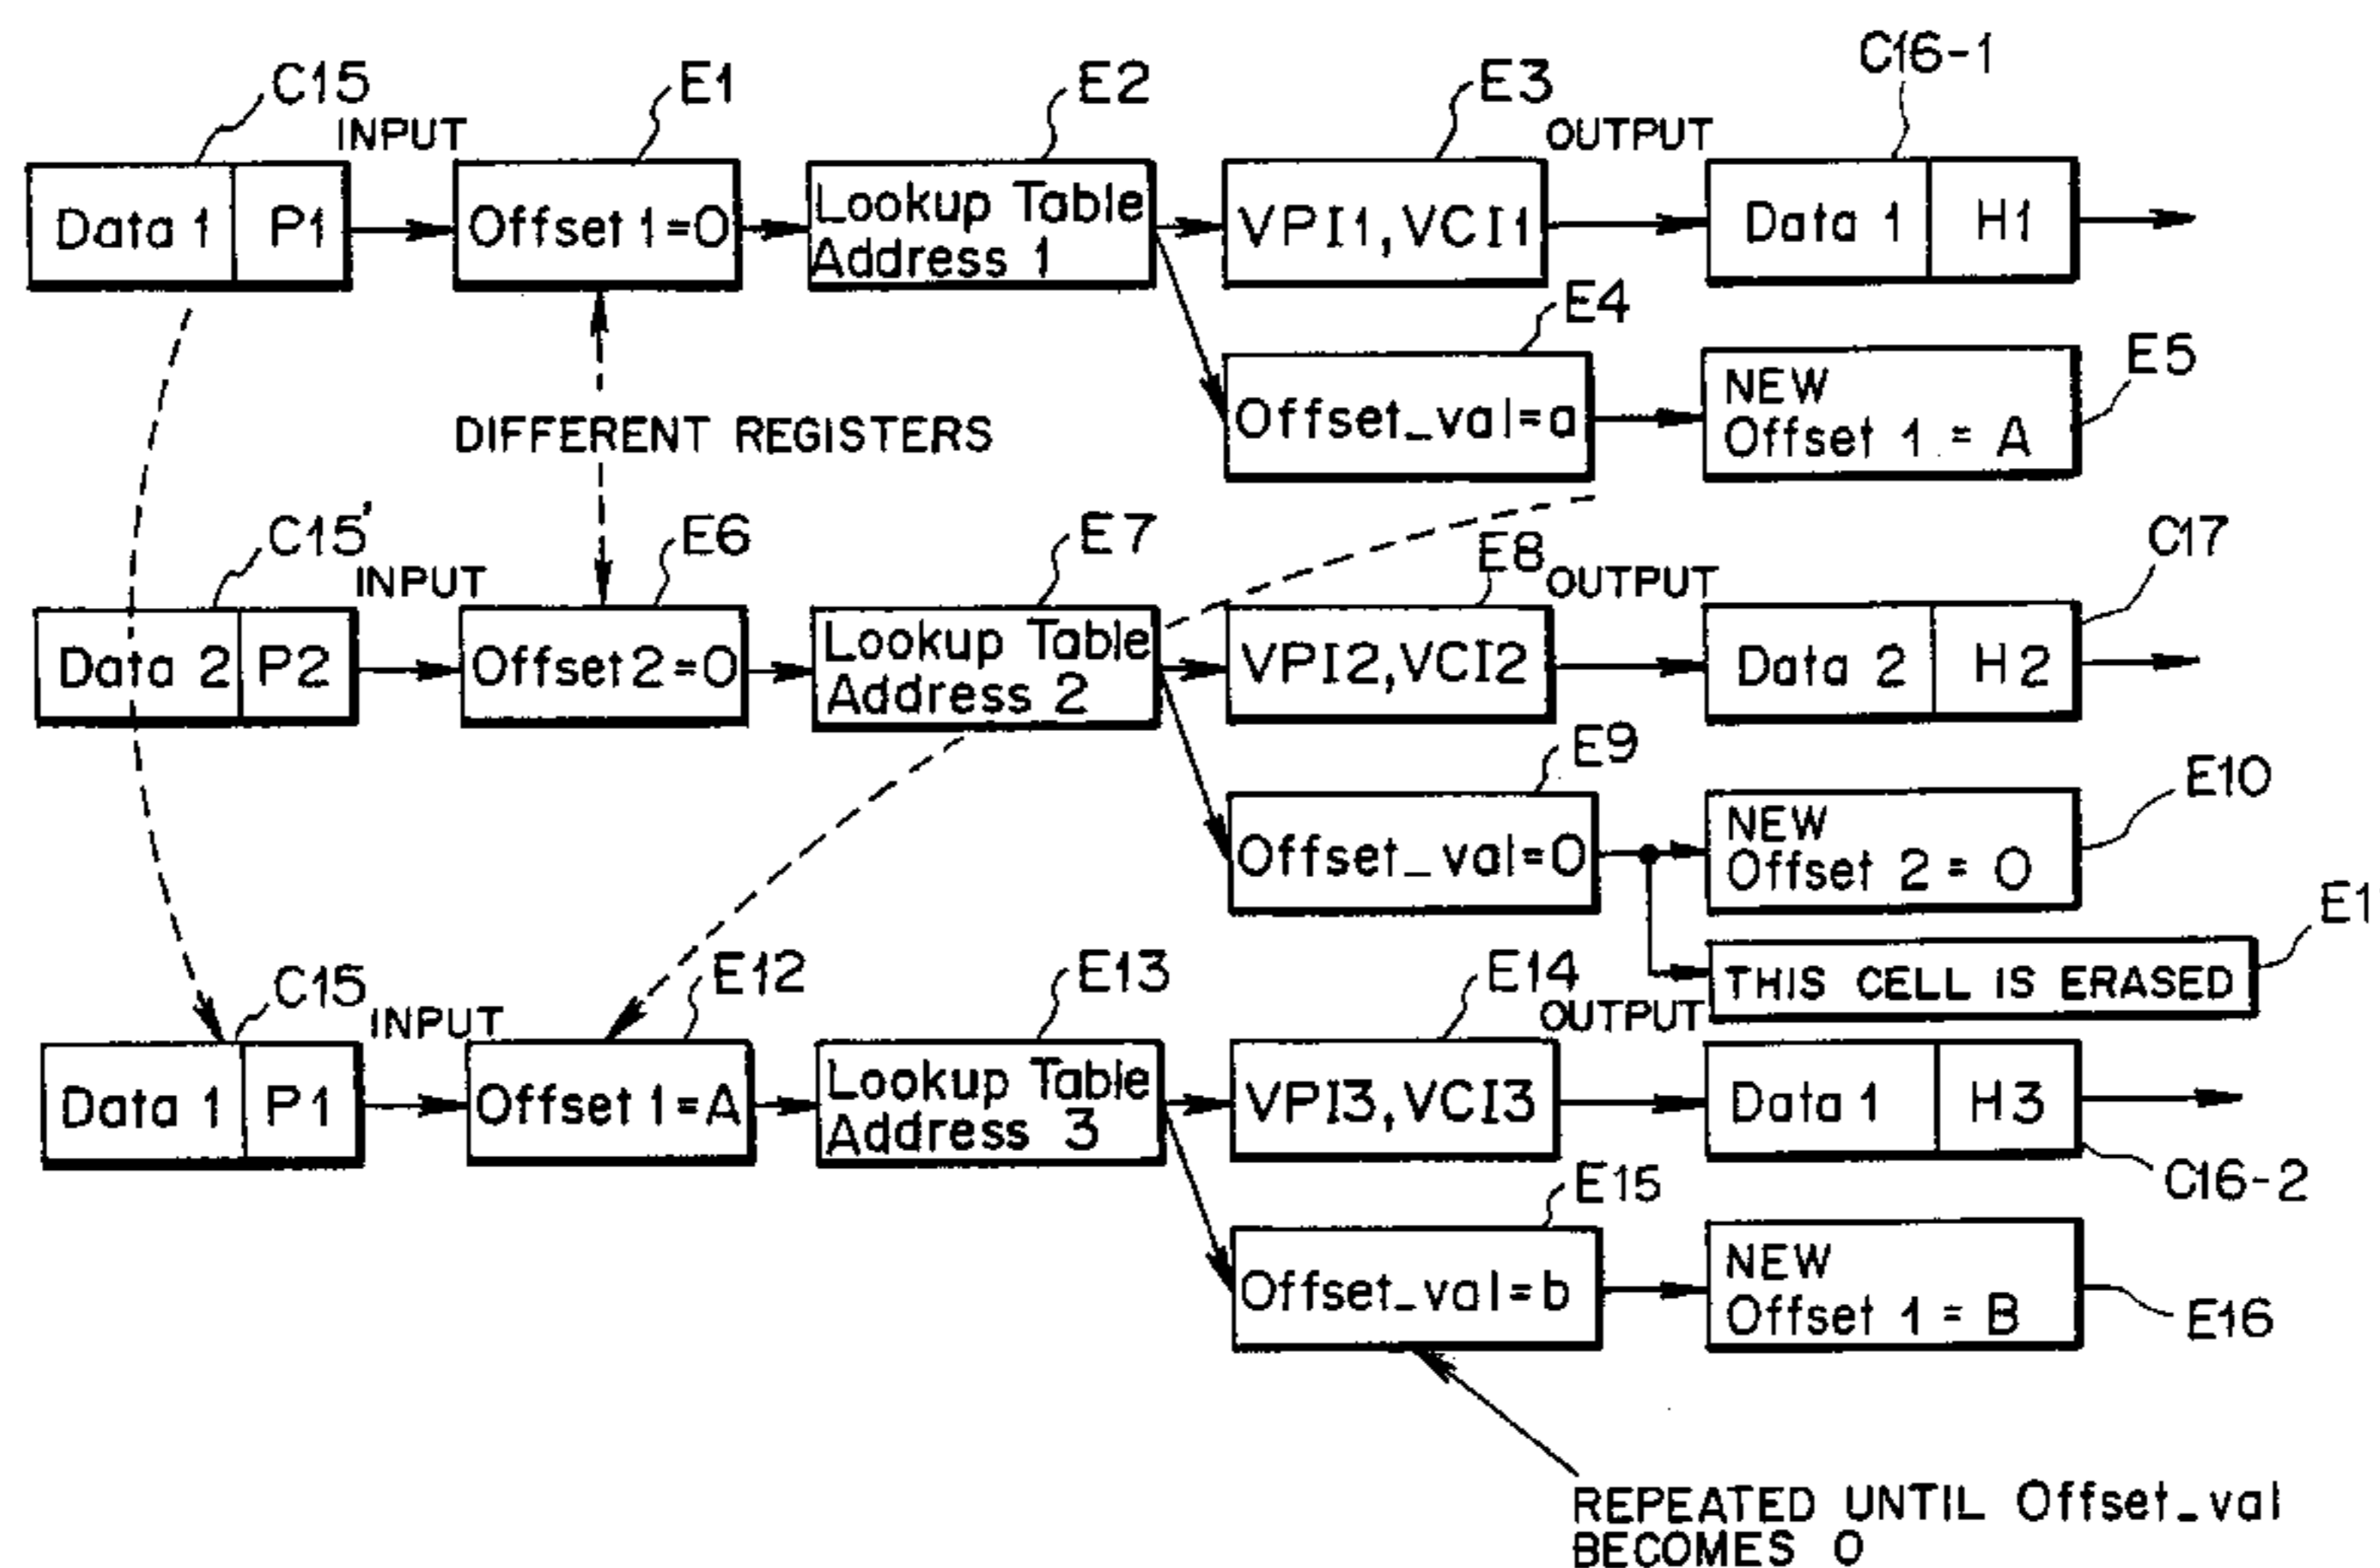 C15
INPUT
E1
E2
E3
OUTPUT
C16-1
Data 1 P1
Offset 1=0
Lookup Table
Address 1
VPI1,VCI1
Data 1 H1
E4
E5
DIFFERENT REGISTERS
Offset_val=a
NEW
Offset 1 = A
C15'
INPUT
E6
E7
E8
OUTPUT
C17
Data 2 P2
Offset 2=0
Lookup Table
Address 2
VPI2,VCI2
Data 2 H2
E9
E10
Offset_val=0
NEW
Offset 2 = 0
E1
THIS CELL IS ERASED
C15
INPUT
E12
E13
E14
OUTPUT
Data 1 P1
Offset 1=A
Lookup Table
Address 3
VPI3,VCI3
Data 1 H3
C16-2
E15
Offset_val=b
NEW
Offset 1 = B
E16
REPEATED UNTIL Offset_val
BECOMES 0